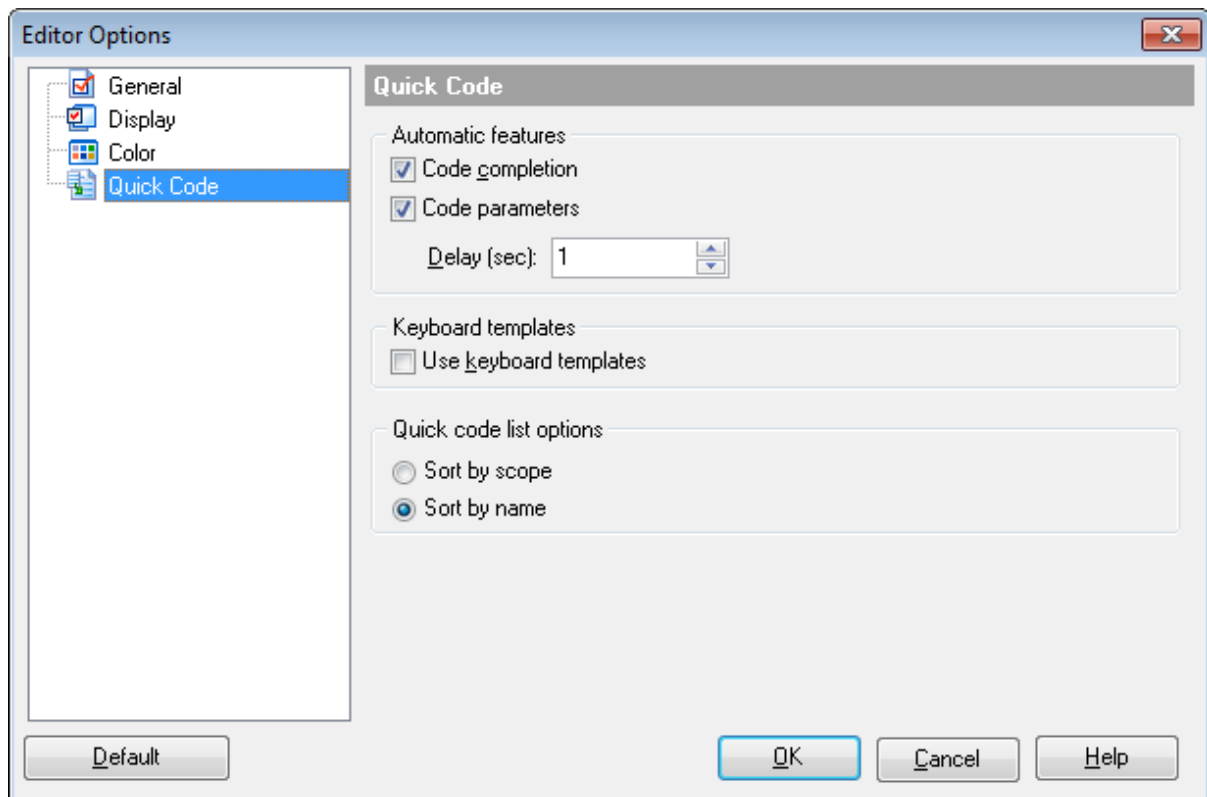 Editor Options
General
Display
Color
Quick Code
Quick Code
Automatic features
Code completion
Code parameters
Delay (sec): 1
Keyboard templates
Use keyboard templates
Quick code list options
Sort by scope
Sort by name
Default OK Cancel Help